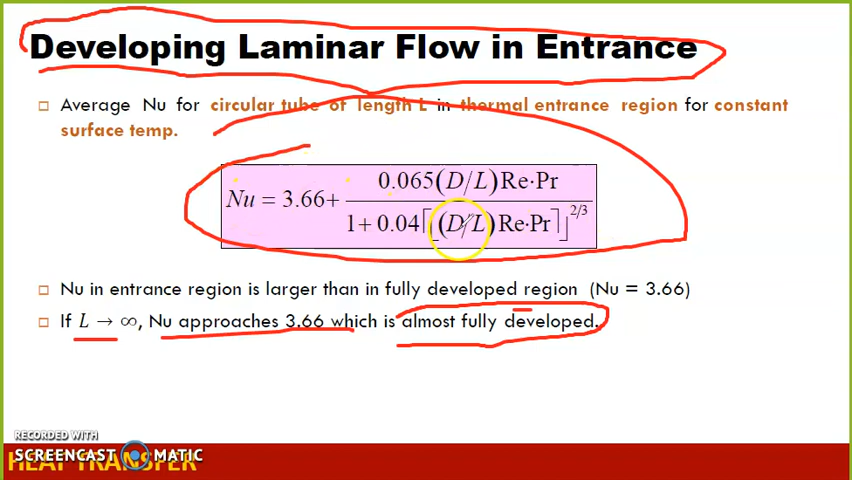 Developing Laminar Flow in Entrance
Average Nu for circular tube of length L in thermal entrance region for constant
surface temp.
Nu = 3.66+ 0.065(D/L)Re·Pr / 1+0.04[(D/L)Re·Pr]^2/3
Nu in entrance region is larger than in fully developed region (Nu = 3.66)
If L → ∞, Nu approaches 3.66 which is almost fully developed.
RECORDED WITH
SCREENCAST MATIC
HEAT TRANSFER